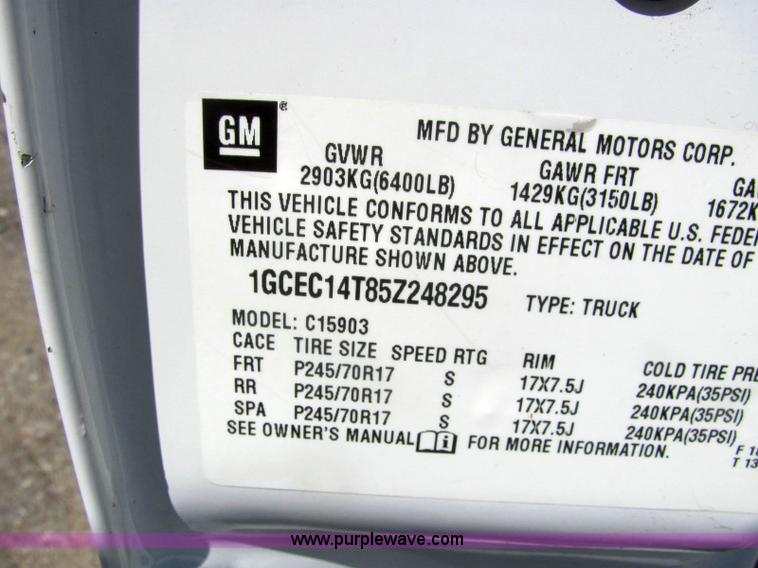 GM ®
MFD BY GENERAL MOTORS CORP.
GVWR GAWR FRT
2903KG(6400LB) 1429KG(3150LB) 1672K
THIS VEHICLE CONFORMS TO ALL APPLICABLE U.S.
VEHICLE SAFETY STANDARDS IN EFFECT ON THE DATE OF
MANUFACTURE SHOWN ABOVE.
1GCEC14T85Z248295 TYPE: TRUCK
MODEL: C15903
CACE TIRE SIZE SPEED RTG RIM COLD TIRE
FRT P245/70R17 S 17X7.5J 240KPA(35PSI)
RR P245/70R17 S 17X7.5J 240KPA(35PSI)
SPA P245/70R17 S 17X7.5J 240KPA(35PSI)
SEE OWNER'S MANUAL FOR MORE INFORMATION.
www.purplewave.com